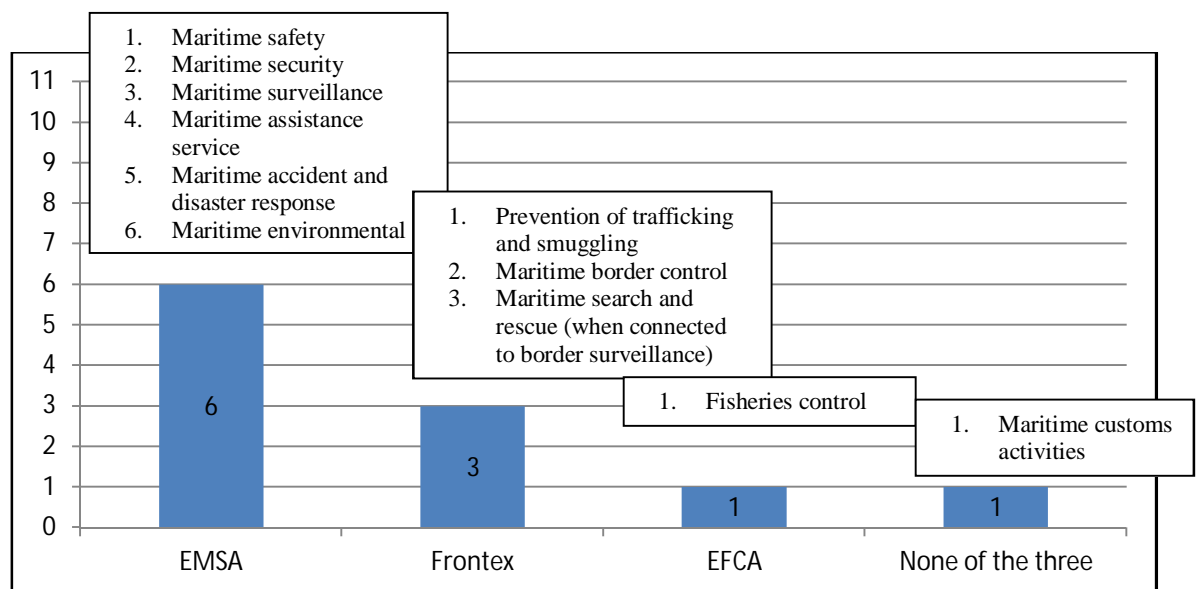 1. Maritime safety
2. Maritime security
3. Maritime surveillance
4. Maritime assistance
service
5. Maritime accident and
disaster response
6. Maritime environmental
1. Prevention of trafficking
and smuggling
2. Maritime border control
3. Maritime search and
rescue (when connected
to border surveillance)
1. Fisheries control
1. Maritime customs
activities
11
10
9
8
7
6
5
4
3
2
1
0
6
3
1
1
EMSA
Frontex
EFCA
None of the three